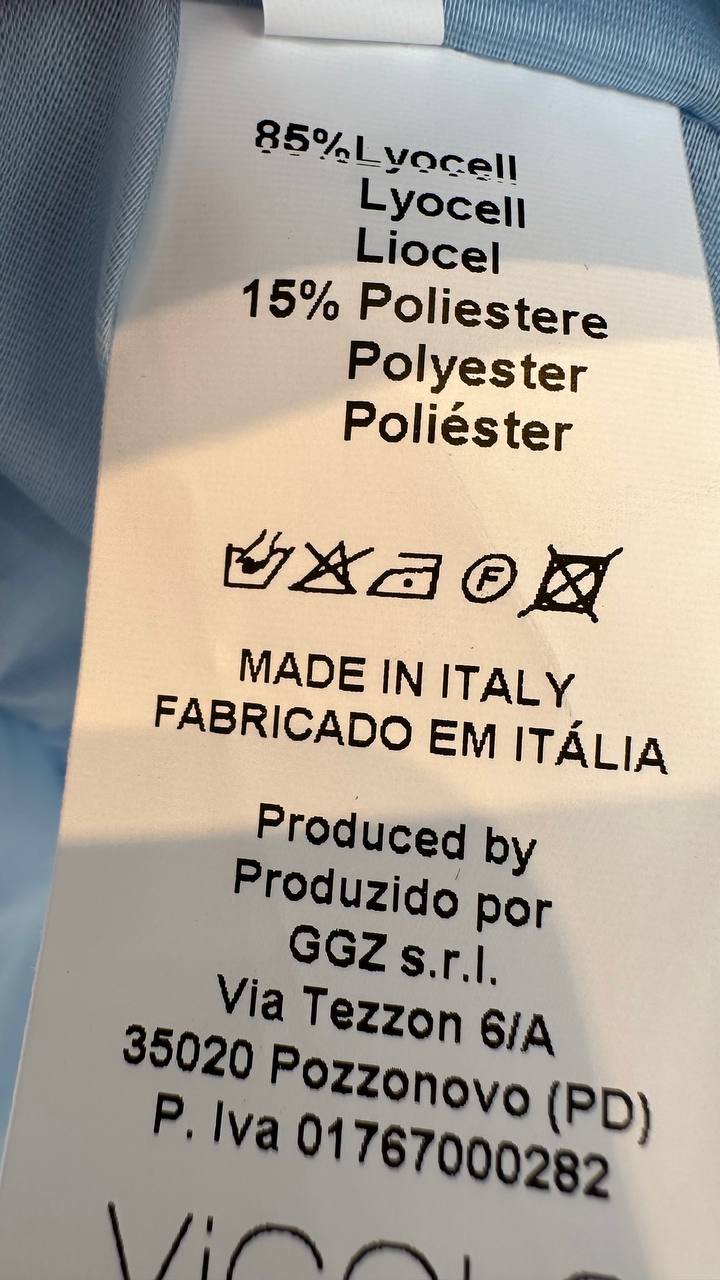 85%Lyocell
Lyocell
Liocel
15% Poliestere
Polyester
Poliéster
F
MADE IN ITALY
FABRICADO EM ITÁLIA
Produced by
Produzido por
GGZ s.r.l.
Via Tezzon 6/A
35020 Pozzonovo (PD)
P. Iva 01767000282